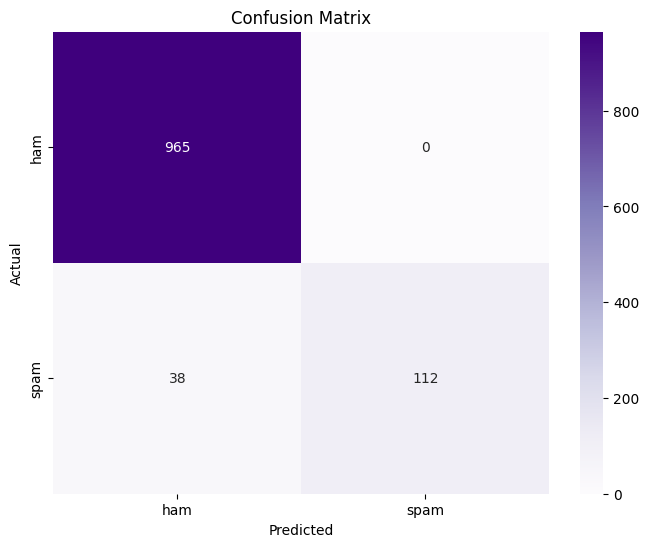 Confusion Matrix
Actual
ham
965
0
spam
38
112
ham
spam
Predicted
800
600
400
200
0